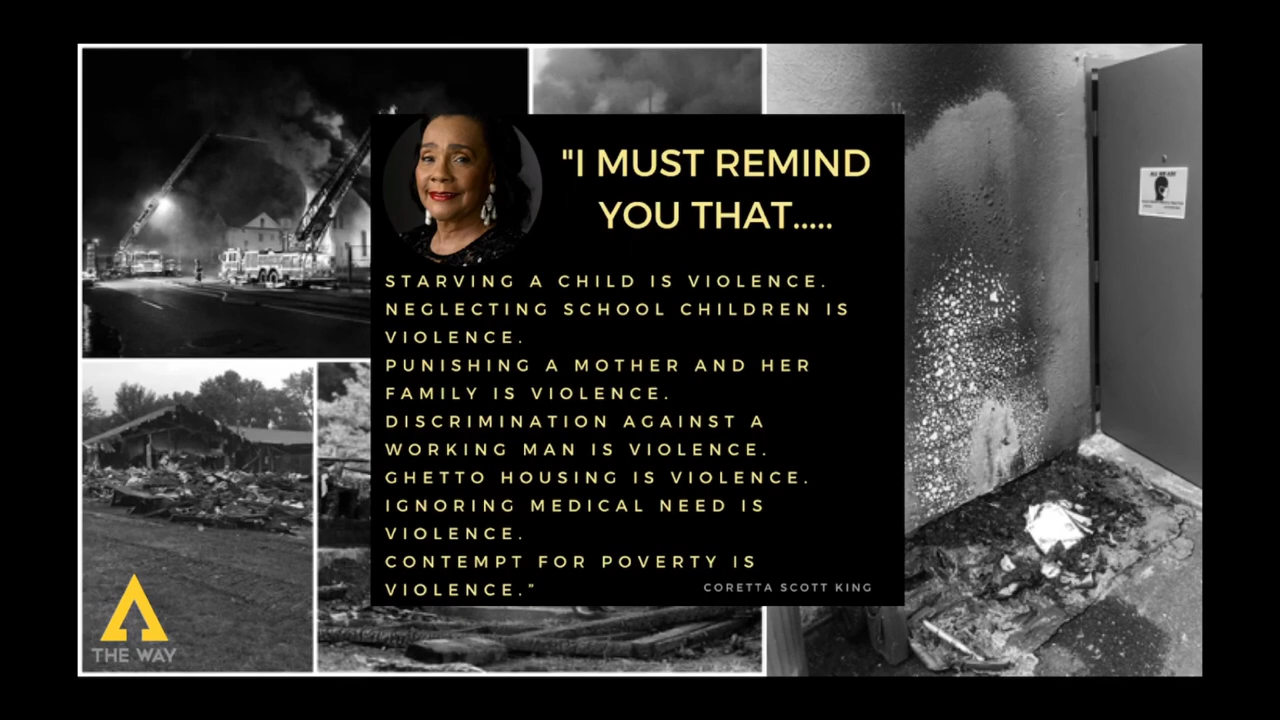 "I MUST REMIND
YOU THAT.....
STARVING A CHILD IS VIOLENCE.
NEGLECTING SCHOOL CHILDREN IS
VIOLENCE.
PUNISHING A MOTHER AND HER
FAMILY IS VIOLENCE.
DISCRIMINATION AGAINST A
WORKING MAN IS VIOLENCE.
GHETTO HOUSING IS VIOLENCE.
IGNORING MEDICAL NEED IS
VIOLENCE.
CONTEMPT FOR POVERTY IS
VIOLENCE.”
CORETTA SCOTT KING
THE WAY